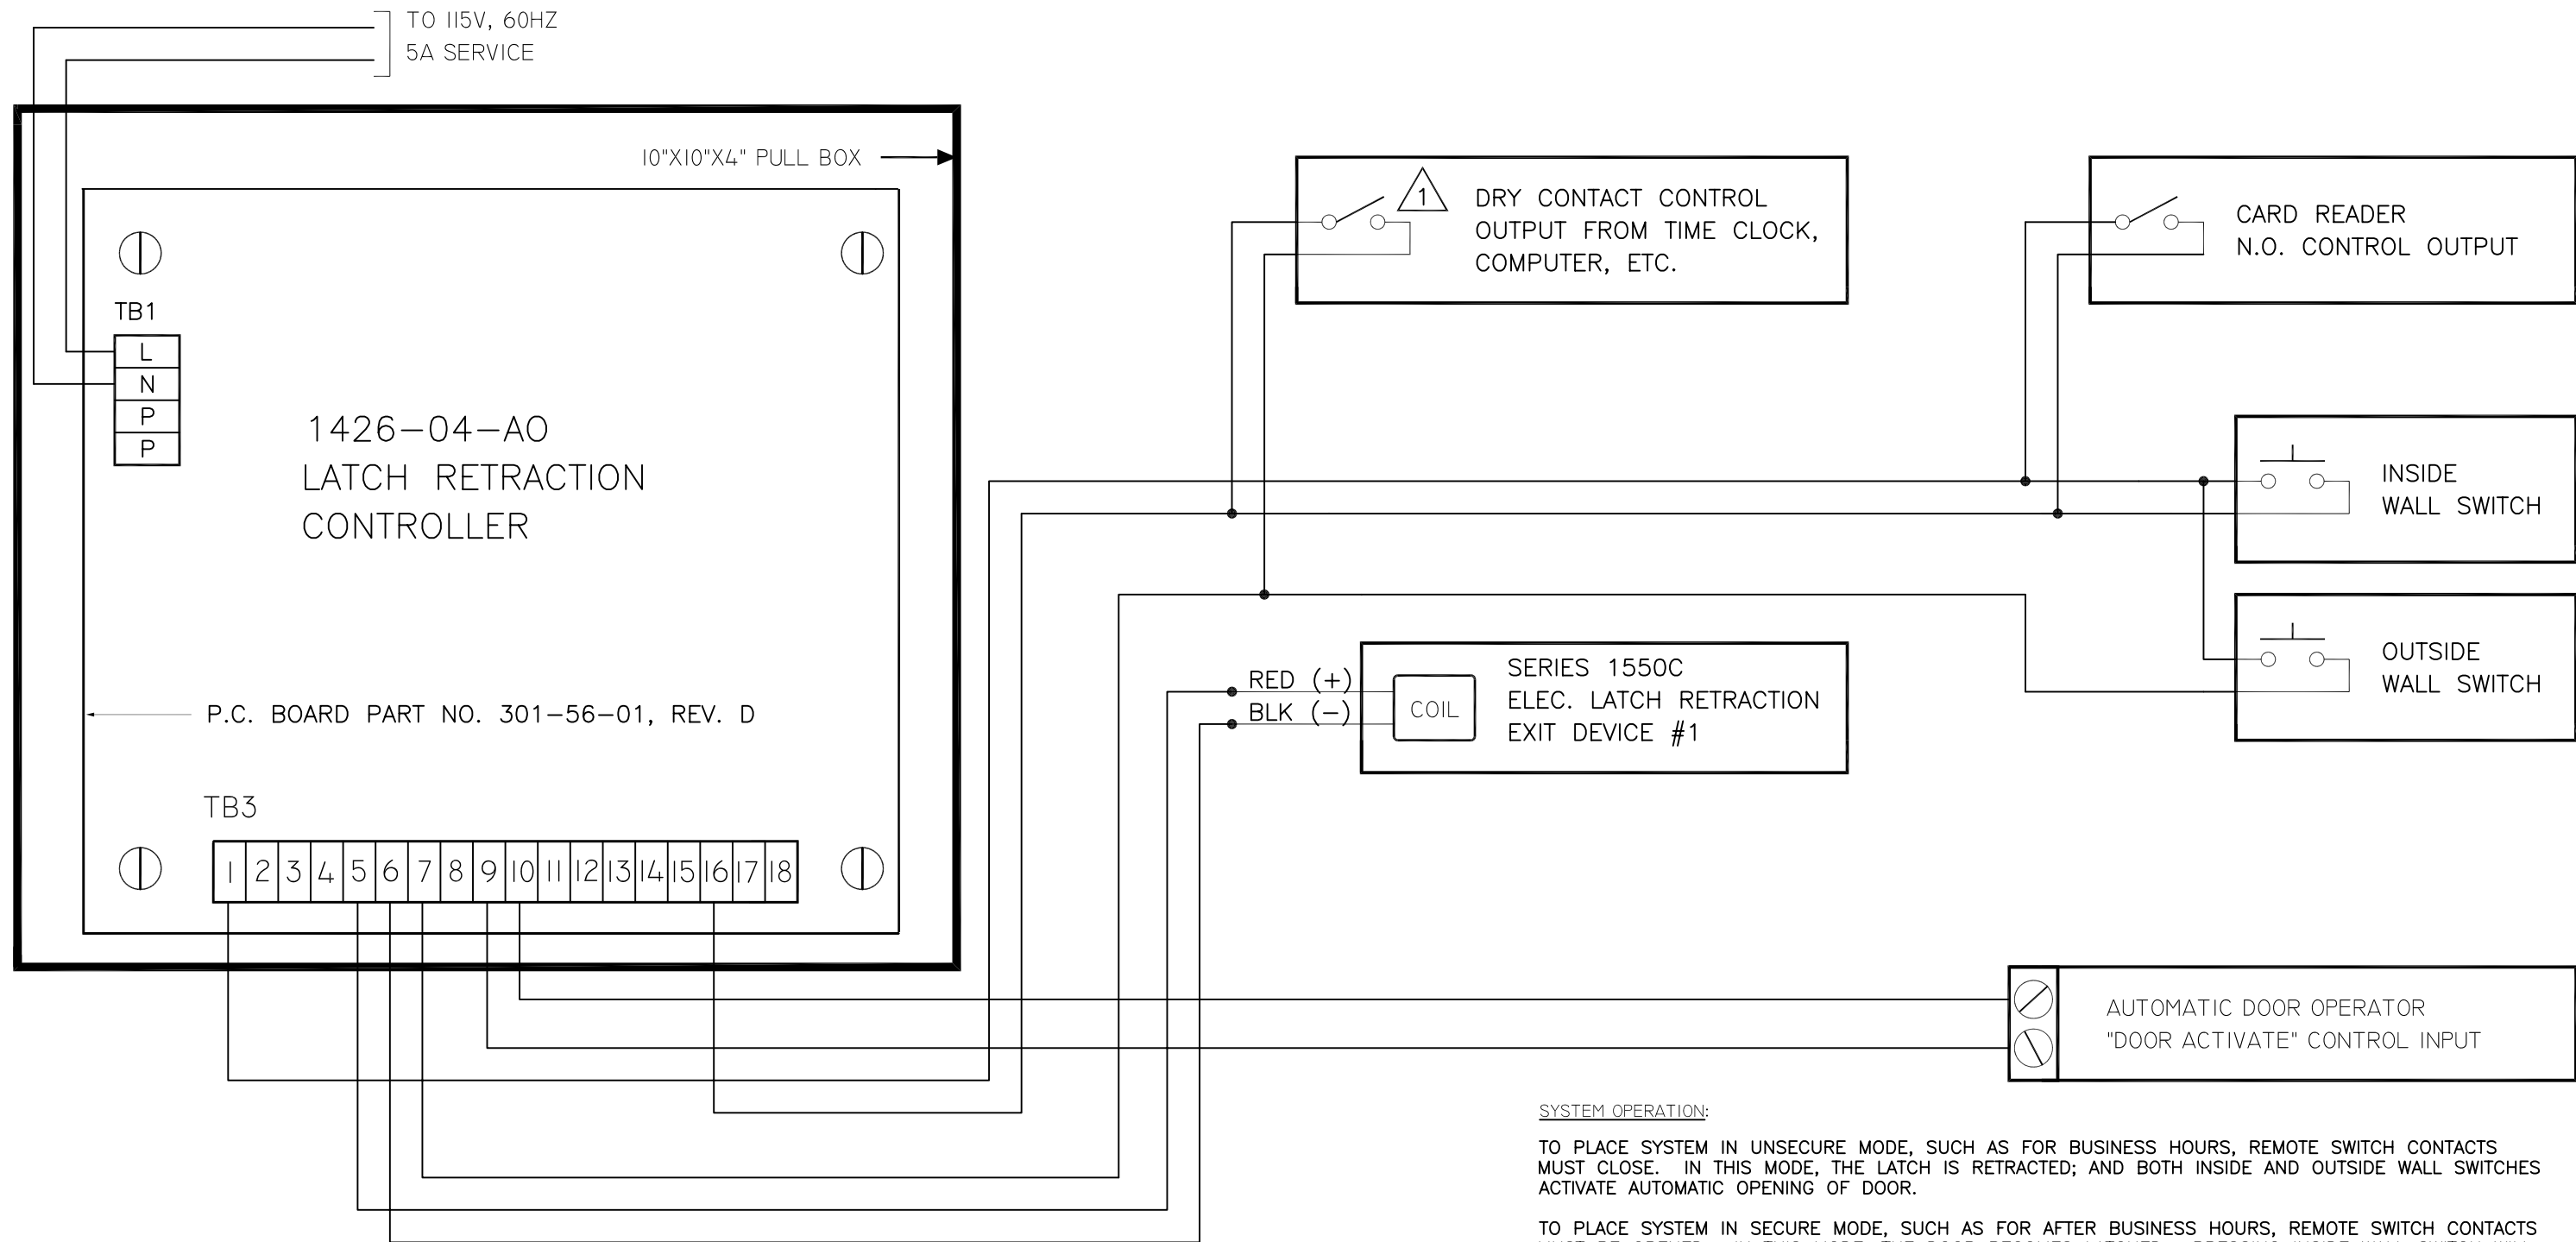 TO 115V, 60HZ
5A SERVICE
10"X10"X4" PULL BOX
TB1
L
N
P
P
1426-04-AO
LATCH RETRACTION
CONTROLLER
P.C. BOARD PART NO. 301-56-01, REV. D
TB3
1 2 3 4 5 6 7 8 9 10 11 12 13 14 15 16 17 18
1
DRY CONTACT CONTROL
OUTPUT FROM TIME CLOCK,
COMPUTER, ETC.
CARD READER
N.O. CONTROL OUTPUT
INSIDE
WALL SWITCH
OUTSIDE
WALL SWITCH
RED (+)
BLK (-)
COIL
SERIES 1550C
ELEC. LATCH RETRACTION
EXIT DEVICE #1
AUTOMATIC DOOR OPERATOR
"DOOR ACTIVATE" CONTROL INPUT
SYSTEM OPERATION:
TO PLACE SYSTEM IN UNSECURE MODE, SUCH AS FOR BUSINESS HOURS, REMOTE SWITCH CONTACTS
MUST CLOSE. IN THIS MODE, THE LATCH IS RETRACTED; AND BOTH INSIDE AND OUTSIDE WALL SWITCHES
ACTIVATE AUTOMATIC OPENING OF DOOR.
TO PLACE SYSTEM IN SECURE MODE, SUCH AS FOR AFTER BUSINESS HOURS, REMOTE SWITCH CONTACTS